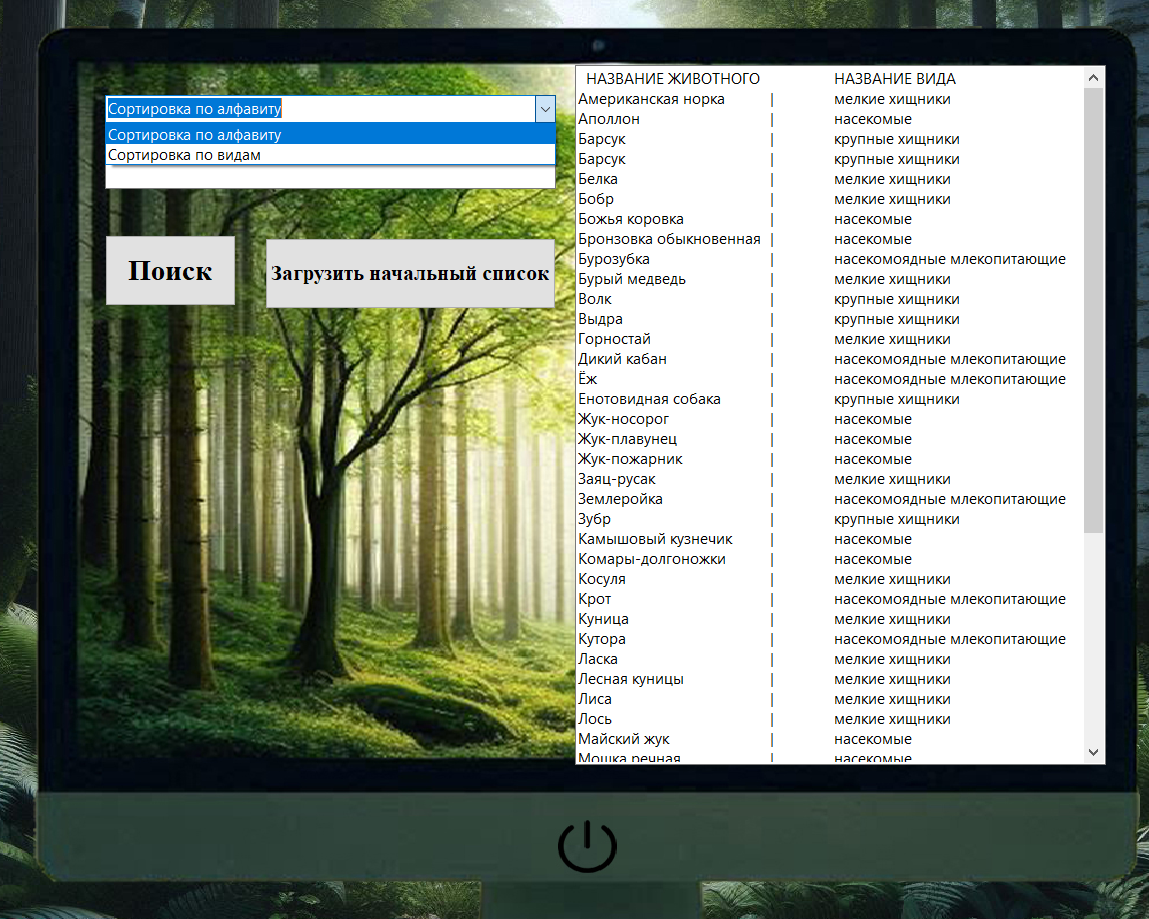 Сортировка по алфавиту
Сортировка по алфавиту
Сортировка по видам
Поиск
Загрузить начальный список
НАЗВАНИЕ ЖИВОТНОГО НАЗВАНИЕ ВИДА
Американская норка | мелкие хищники
Аполлон | насекомые
Барсук | крупные хищники
Барсук | крупные хищники
Белка | мелкие хищники
Бобр | мелкие хищники
Божья коровка | насекомые
Бронзовка обыкновенная | насекомые
Бурозубка | насекомоядные млекопитающие
Бурый медведь | мелкие хищники
Волк | крупные хищники
Выдра | крупные хищники
Горностай | мелкие хищники
Дикий кабан | насекомоядные млекопитающие
Ёж | насекомоядные млекопитающие
Енотовидная собака | крупные хищники
Жук-носорог | насекомые
Жук-плавунец | насекомые
Жук-пожарник | насекомые
Заяц-русак | мелкие хищники
Землеройка | насекомоядные млекопитающие
Зубр | крупные хищники
Камышовый кузнечик | насекомые
Комары-долгоножки | насекомые
Косуля | мелкие хищники
Крот | насекомоядные млекопитающие
Куница | мелкие хищники
Кутора | насекомоядные млекопитающие
Ласка | мелкие хищники
Лесная куницы | мелкие хищники
Лиса | мелкие хищники
Лось | мелкие хищники
Майский жук | насекомые
Мошка речная | насекомые